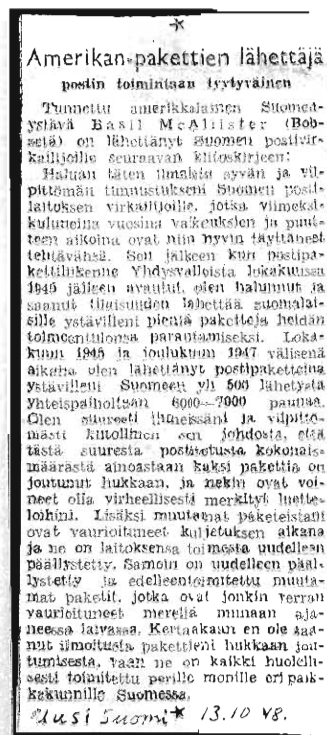 Amerikan-pakettien lähettäjä
postin toimintaan tyytyväinen
Tunnettu amerikkalainen Suomen-
ystävä Basil McAllister (Bob-
setä) on lähettänyt Suomen postivir-
kailijoille seuraavan kiitoskirjeen:
Haluan täten ilmaista syvän ja vil-
pittömän tunnustukseni Suomen posti-
laitoksen virkailijoille, jotka viimeksi-
kuluneina vuosina vaikeuksien ja puut-
teen aikoina ovat niin hyvin täyttäneet
tehtävänsä. Sen jälkeen kun postipa-
kettiliikenne Yhdysvalloista lokakuussa
1945 jälleen avautui, olen halunnut ja
saanut tilaisuuden lähettää suomalai-
sille ystävilleni pieniä paketteja heidän
toimeentulonsa parantamiseksi. Loka-
kuun 1945 ja joulukuun 1947 välisenä
aikana olen lähettänyt postipaketteina
ystävilleni Suomeen yli 500 lähetystä
yhteispainoltaan 6000—7000 paunaa.
Olen suuresti ihmeissäni ja vilpittö-
mästi kiitollinen sen johdosta, että
tästä suuresta postitetusta kokonais-
määrästä ainoastaan kaksi pakettia on
joutunut hukkaan, ja nekin ovat voi-
neet olla virheellisesti merkityt luette-
loihini. Lisäksi muutamat paketeistani
ovat vaurioituneet kuljetuksen aikana
ja ne on laitoksensa toimesta uudelleen
päällystetty. Samoin on uudelleen pääl-
lystetty ja edelleentoimitettu muuta-
mat paketit, jotka ovat jonkin verran
vaurioituneet merellä minaan aja-
neessa laivassa. Kertaakaan en ole saa-
nut ilmoitusta pakettieni hukkaan jou-
tumisesta, vaan ne on kaikki huolelli-
sesti toimitettu perille monille eri paik-
kakunnille Suomessa.
Uusi Suomi * 13.10 48.